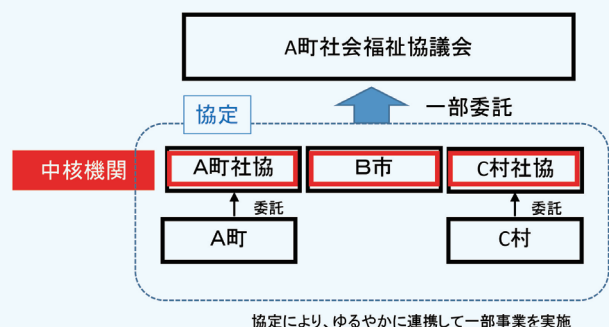 A町社会福祉協議会
協定
一部委託
中核機関
A町社協
B市
C村社協
委託
委託
A町
C村
協定により、ゆるやかに連携して一部事業を実施